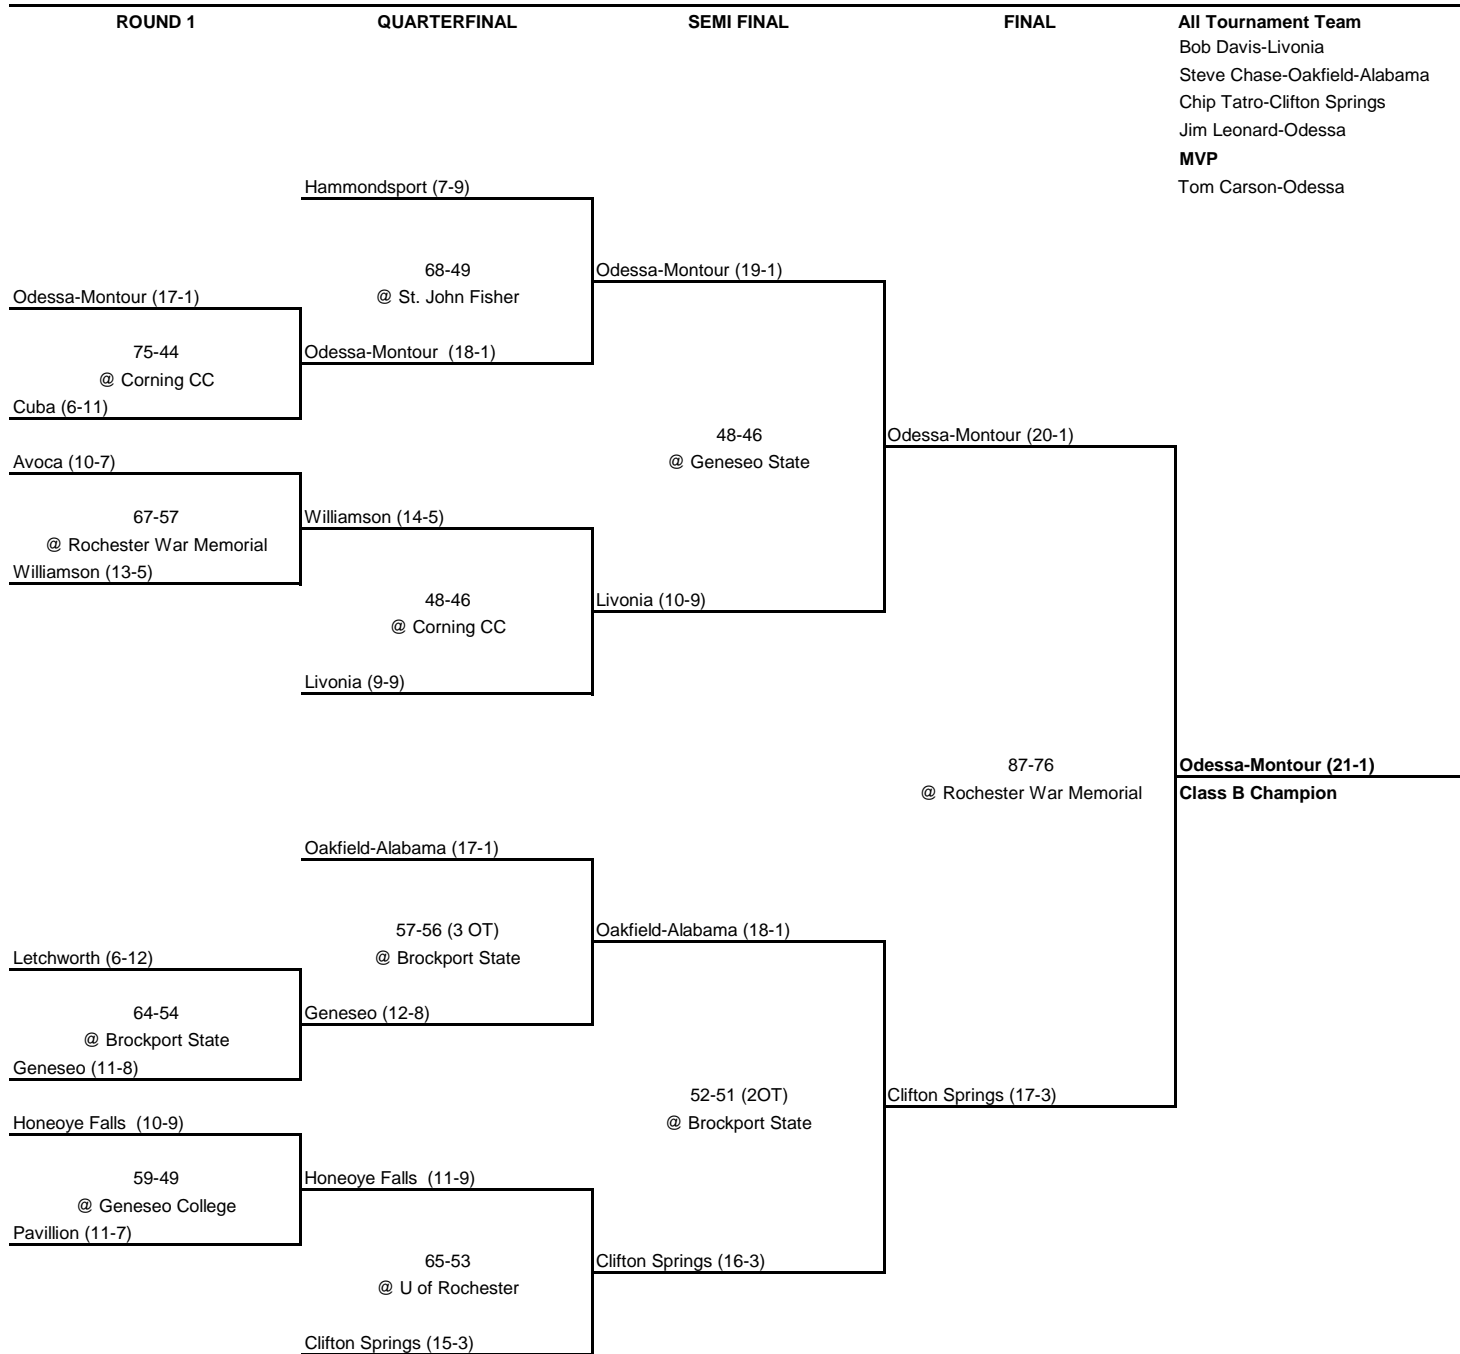 ROUND 1 QUARTERFINAL SEMI FINAL FINAL All Tournament Team
Bob Davis-Livonia
Steve Chase-Oakfield-Alabama
Chip Tatro-Clifton Springs
Jim Leonard-Odessa
MVP
Hammondsport (7-9) Tom Carson-Odessa
68-49 Odessa-Montour (19-1)
Odessa-Montour (17-1) @ St. John Fisher
75-44 Odessa-Montour (18-1)
@ Corning CC
Cuba (6-11)
48-46 Odessa-Montour (20-1)
Avoca (10-7) @ Geneseo State
67-57 Williamson (14-5)
@ Rochester War Memorial
Williamson (13-5)
48-46 Livonia (10-9)
@ Corning CC
Livonia (9-9)
87-76 Odessa-Montour (21-1)
@ Rochester War Memorial Class B Champion
Oakfield-Alabama (17-1)
57-56 (3 OT) Oakfield-Alabama (18-1)
Letchworth (6-12) @ Brockport State
64-54 Geneseo (12-8)
@ Brockport State
Geneseo (11-8)
52-51 (2OT) Clifton Springs (17-3)
Honeoye Falls (10-9) @ Brockport State
59-49 Honeoye Falls (11-9)
@ Geneseo College
Pavillion (11-7)
65-53 Clifton Springs (16-3)
@ U of Rochester
Clifton Springs (15-3)